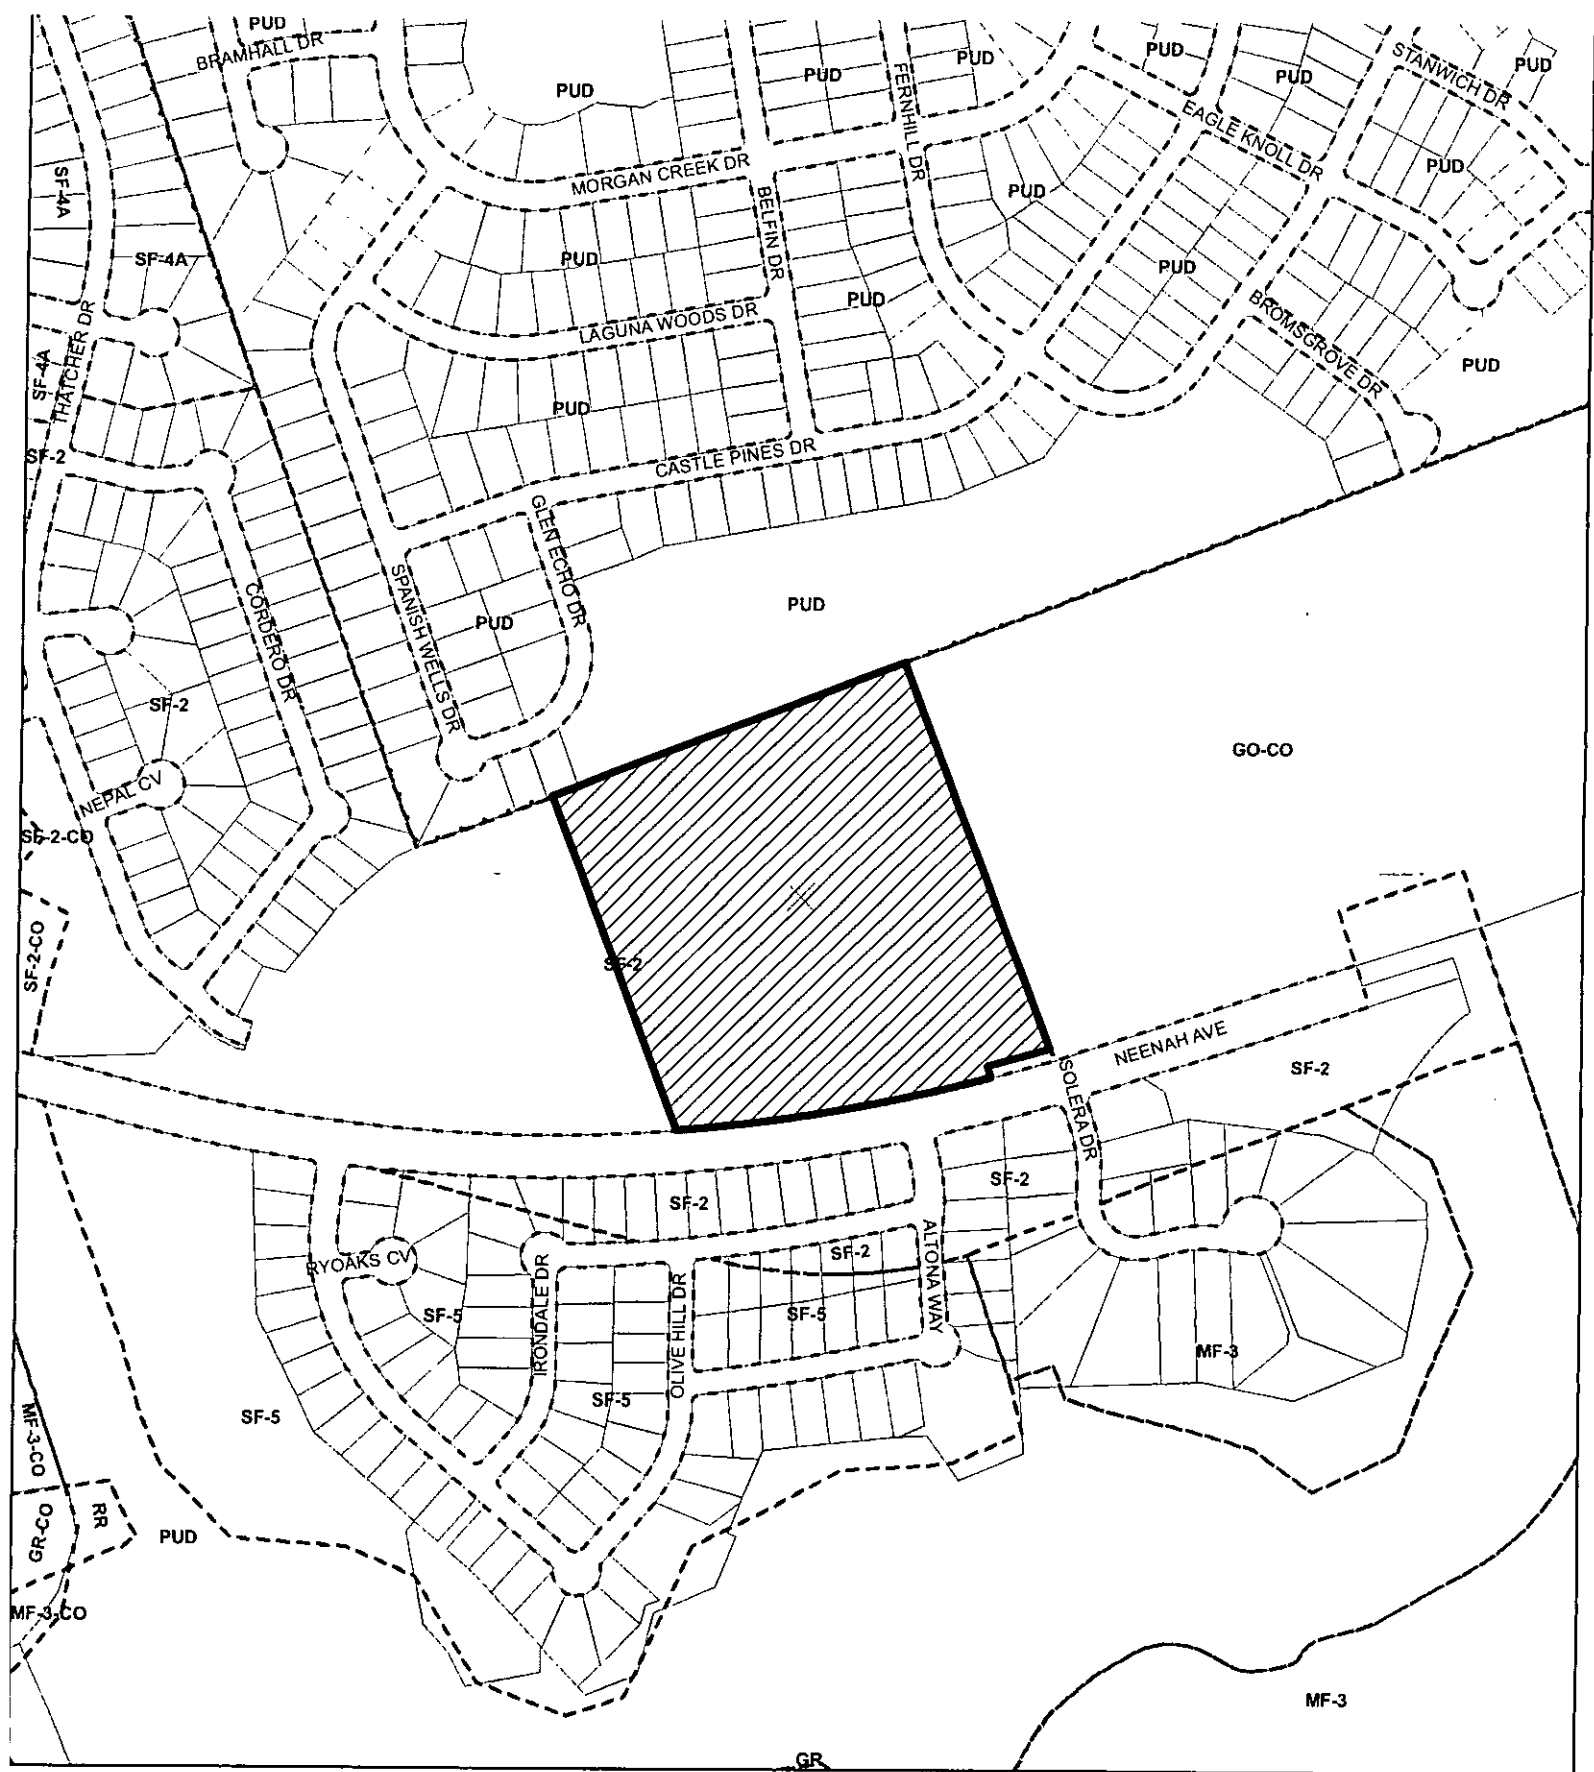 PUD
BRAMHALL DR
PUD
PUD
FERNHILL DR
PUD
PUD
PUD
STANWICH DR
PUD
EAGLE KNOLL DR
PUD
SF-4A
MORGAN CREEK DR
BELFIN DR
PUD
SF-4A
PUD
PUD
PUD
LAGUNA WOODS DR
BROMSGROVE DR
THATCHER DR
SF-4A
PUD
PUD
SF-2
CASTLE PINES DR
GLEN ECHO DR
SPANISH WELLS DR
CORDERO DR
PUD
PUD
SF-2
GO-CO
NEPAL CV
SF-2-CO
SF-2-CO
SF-2
NEENAH AVE
SOLERA DR
SF-2
SF-2
SF-2
ALTONA WAY
SF-2
RYOAKS CV
IRONDALE DR
OLIVE HILL DR
SF-5
SF-5
MF-3
SF-5
SF-5
MF-3-CO
GR-CO
RR
PUD
MF-3-CO
MF-3
GR